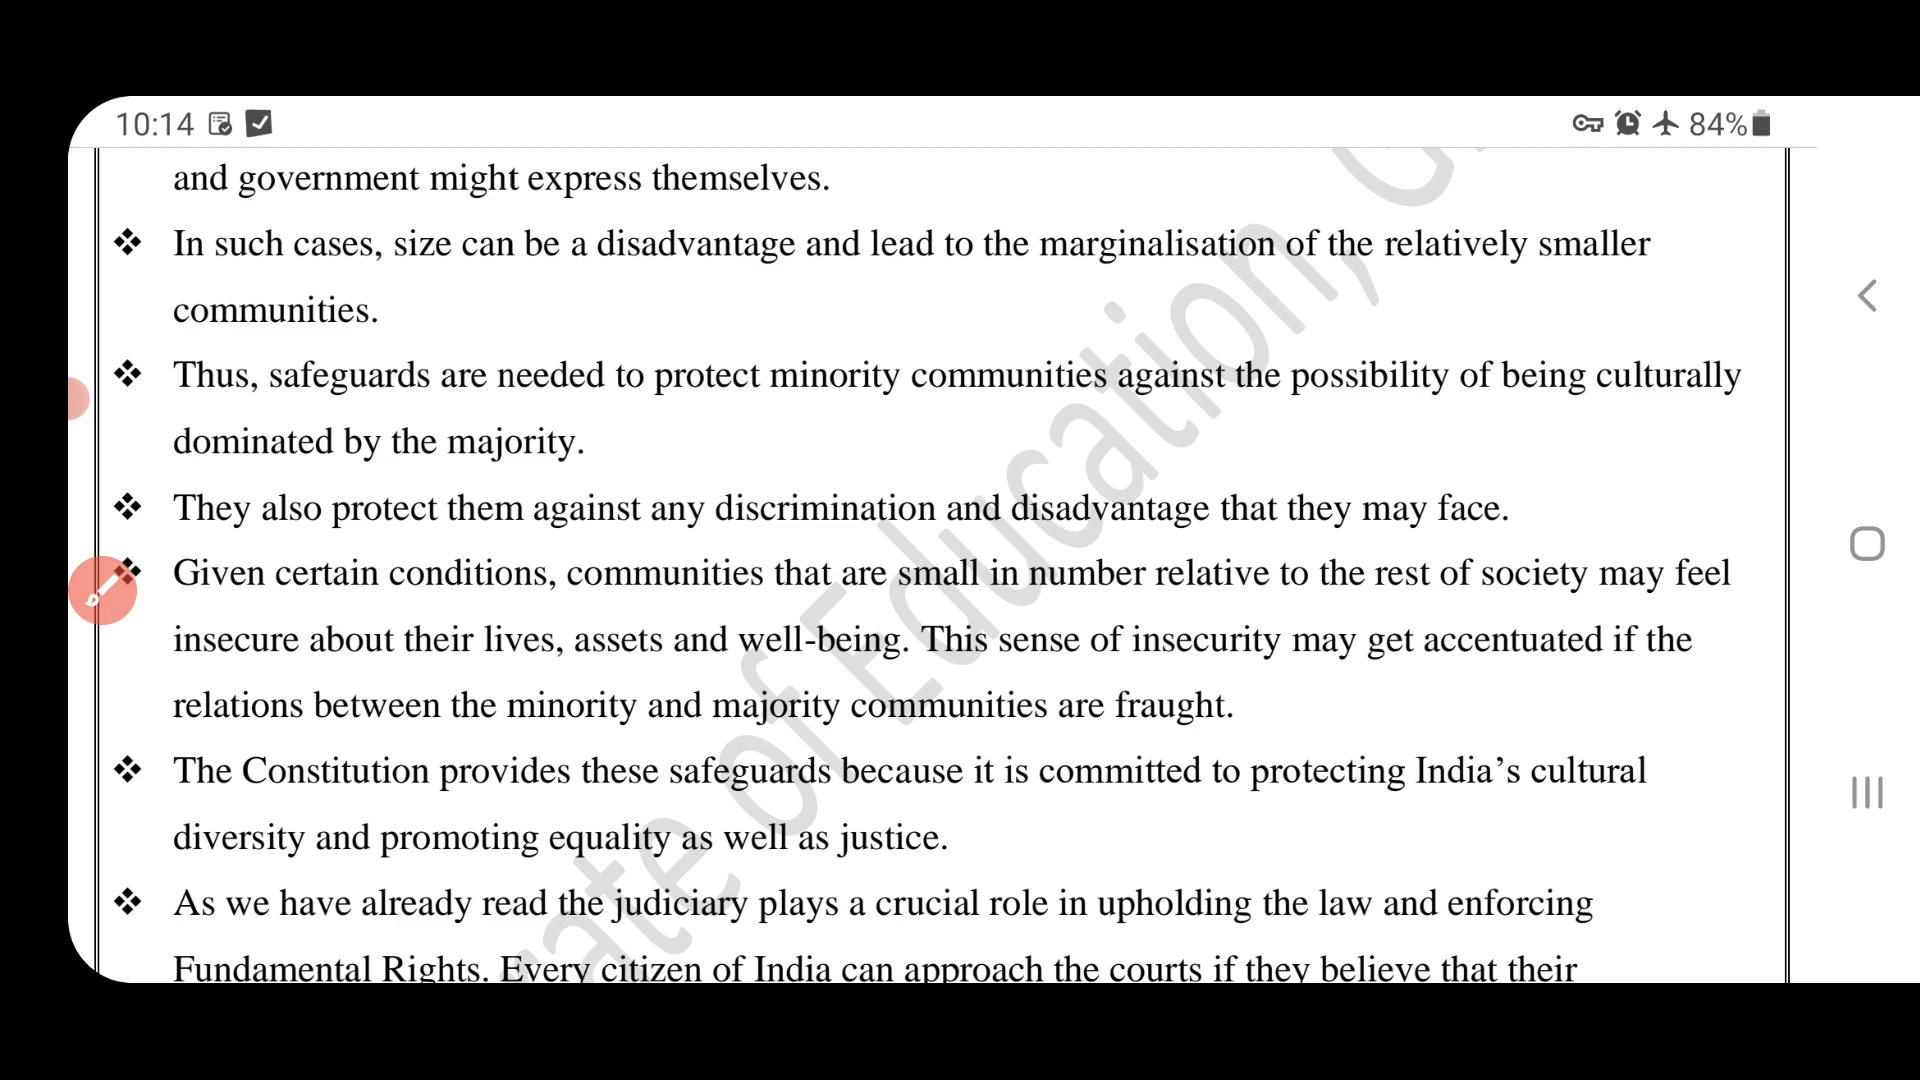 10:14
84%
and government might express themselves.
❖ In such cases, size can be a disadvantage and lead to the marginalisation of the relatively smaller
communities.
❖ Thus, safeguards are needed to protect minority communities against the possibility of being culturally
dominated by the majority.
❖ They also protect them against any discrimination and disadvantage that they may face.
❖ Given certain conditions, communities that are small in number relative to the rest of society may feel
insecure about their lives, assets and well-being. This sense of insecurity may get accentuated if the
relations between the minority and majority communities are fraught.
❖ The Constitution provides these safeguards because it is committed to protecting India’s cultural
diversity and promoting equality as well as justice.
❖ As we have already read the judiciary plays a crucial role in upholding the law and enforcing
Fundamental Rights. Every citizen of India can approach the courts if they believe that their
rate of Education, G